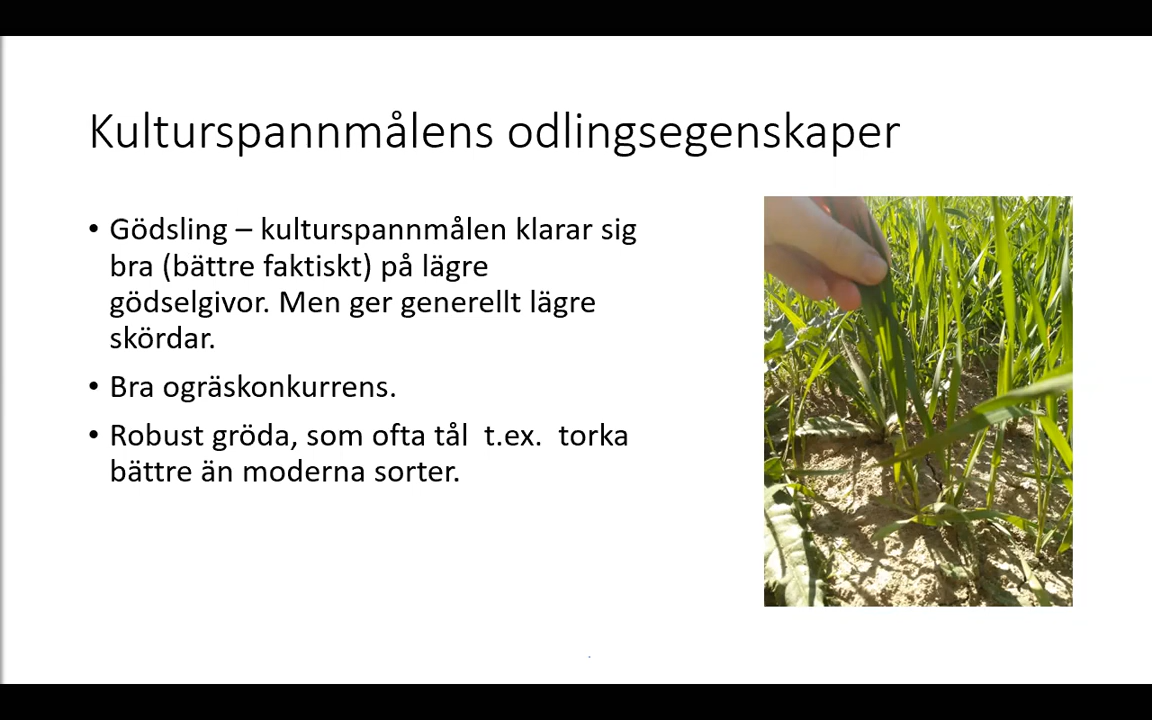 Kulturspannmålens odlingsegenskaper
• Gödsling – kulturspannmålen klarar sig
bra (bättre faktiskt) på lägre
gödselgivor. Men ger generellt lägre
skördar.
• Bra ogräskonkurrens.
• Robust gröda, som ofta tål  t.ex.  torka
bättre än moderna sorter.